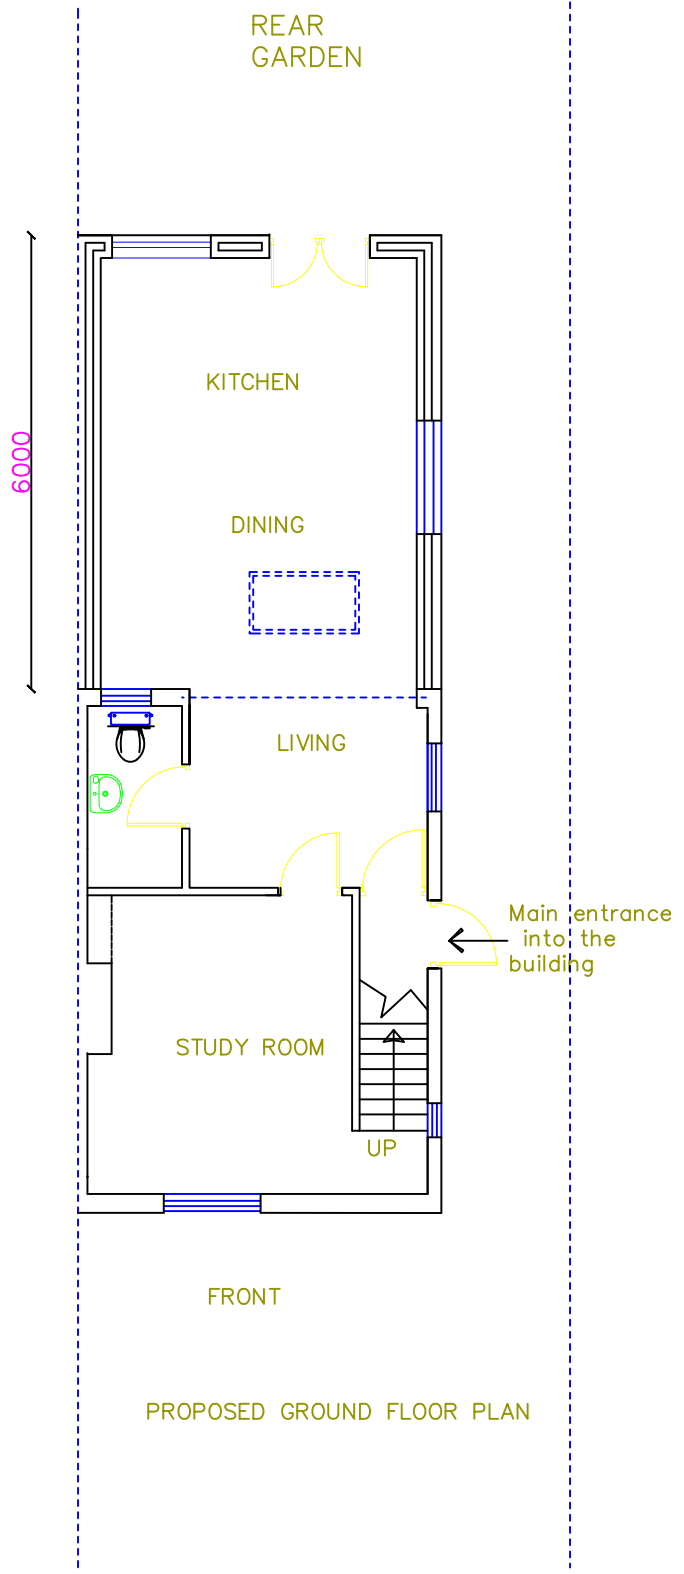 REAR
GARDEN
KITCHEN
6000
DINING
LIVING
Main entrance
into the
building
STUDY ROOM
UP
FRONT
PROPOSED GROUND FLOOR PLAN